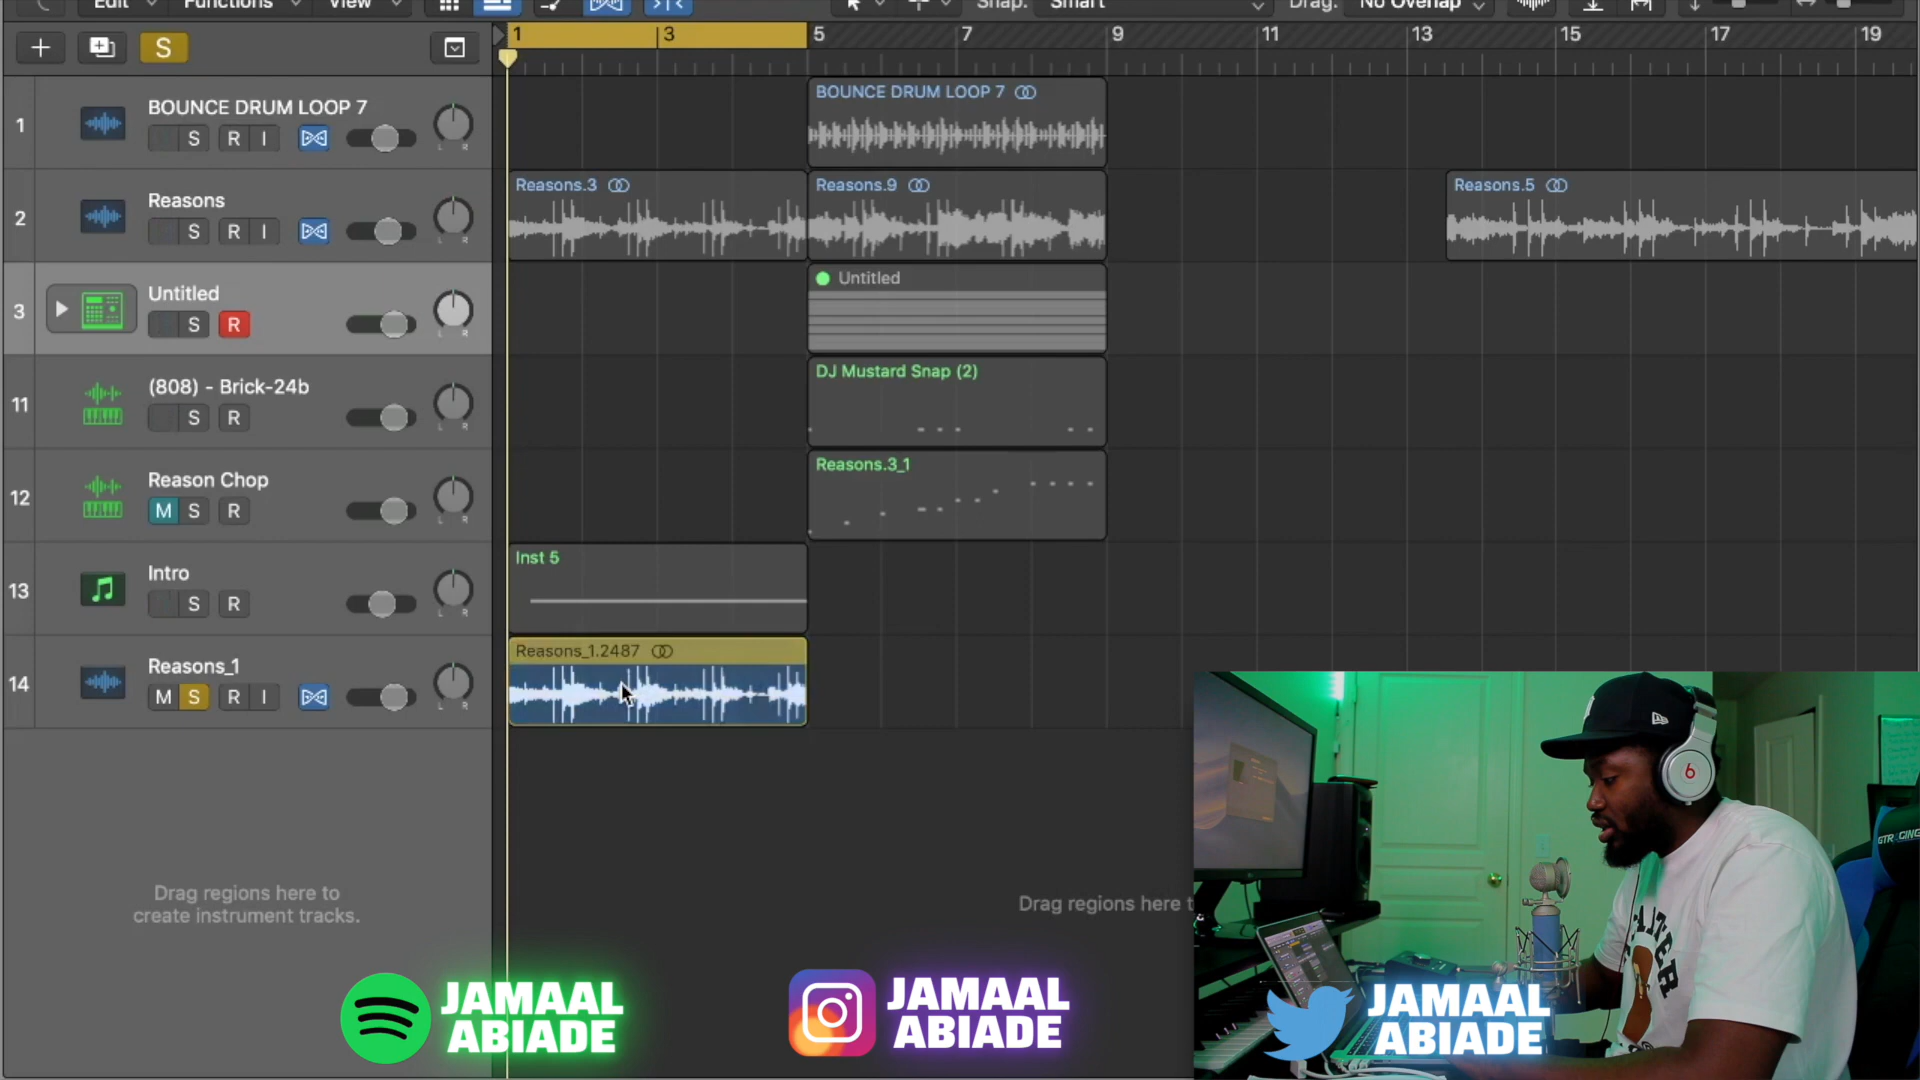 Edit Functions View Snap: Smart Drag: No Overlap
S 1 3 5 7 9 11 13 15 17 19
1 BOUNCE DRUM LOOP 7 BOUNCE DRUM LOOP 7
S R I L R
2 Reasons Reasons.3 Reasons.9 Reasons.5
S R I L R
3 Untitled Untitled
S R L R
11 (808) - Brick-24b DJ Mustard Snap (2)
S R L R
12 Reason Chop Reasons.3_1
M S R L R
13 Intro Inst 5
S R L R
14 Reasons_1 Reasons_1.2487
M S R I L R
Drag regions here to
create instrument tracks.
Drag regions here t
JAMAAL
ABIADE
JAMAAL
ABIADE
JAMAAL
ABIADE